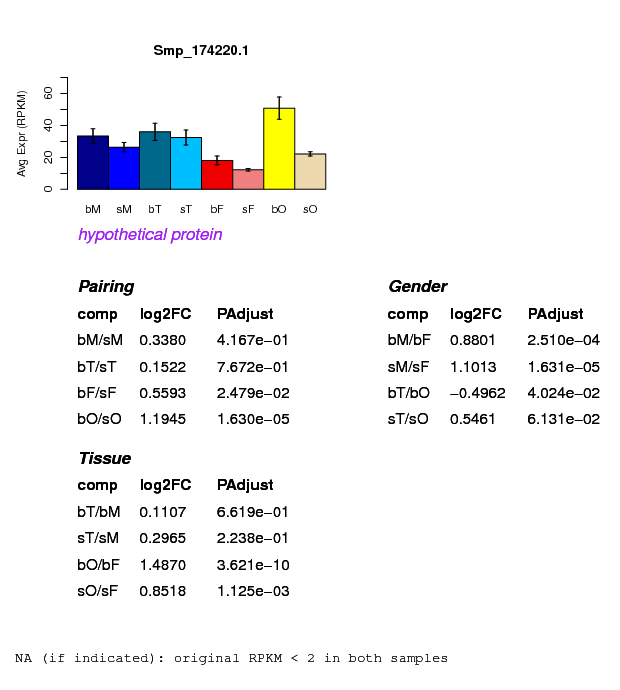 Smp_174220.1
Avg Expr (RPKM)
0 20 40 60
bM sM bT sT bF sF bO sO
hypothetical protein
Pairing
comp log2FC PAdjust
bM/sM 0.3380 4.167e−01
bT/sT 0.1522 7.672e−01
bF/sF 0.5593 2.479e−02
bO/sO 1.1945 1.630e−05
Gender
comp log2FC PAdjust
bM/bF 0.8801 2.510e−04
sM/sF 1.1013 1.631e−05
bT/bO −0.4962 4.024e−02
sT/sO 0.5461 6.131e−02
Tissue
comp log2FC PAdjust
bT/bM 0.1107 6.619e−01
sT/sM 0.2965 2.238e−01
bO/bF 1.4870 3.621e−10
sO/sF 0.8518 1.125e−03
NA (if indicated): original RPKM < 2 in both samples